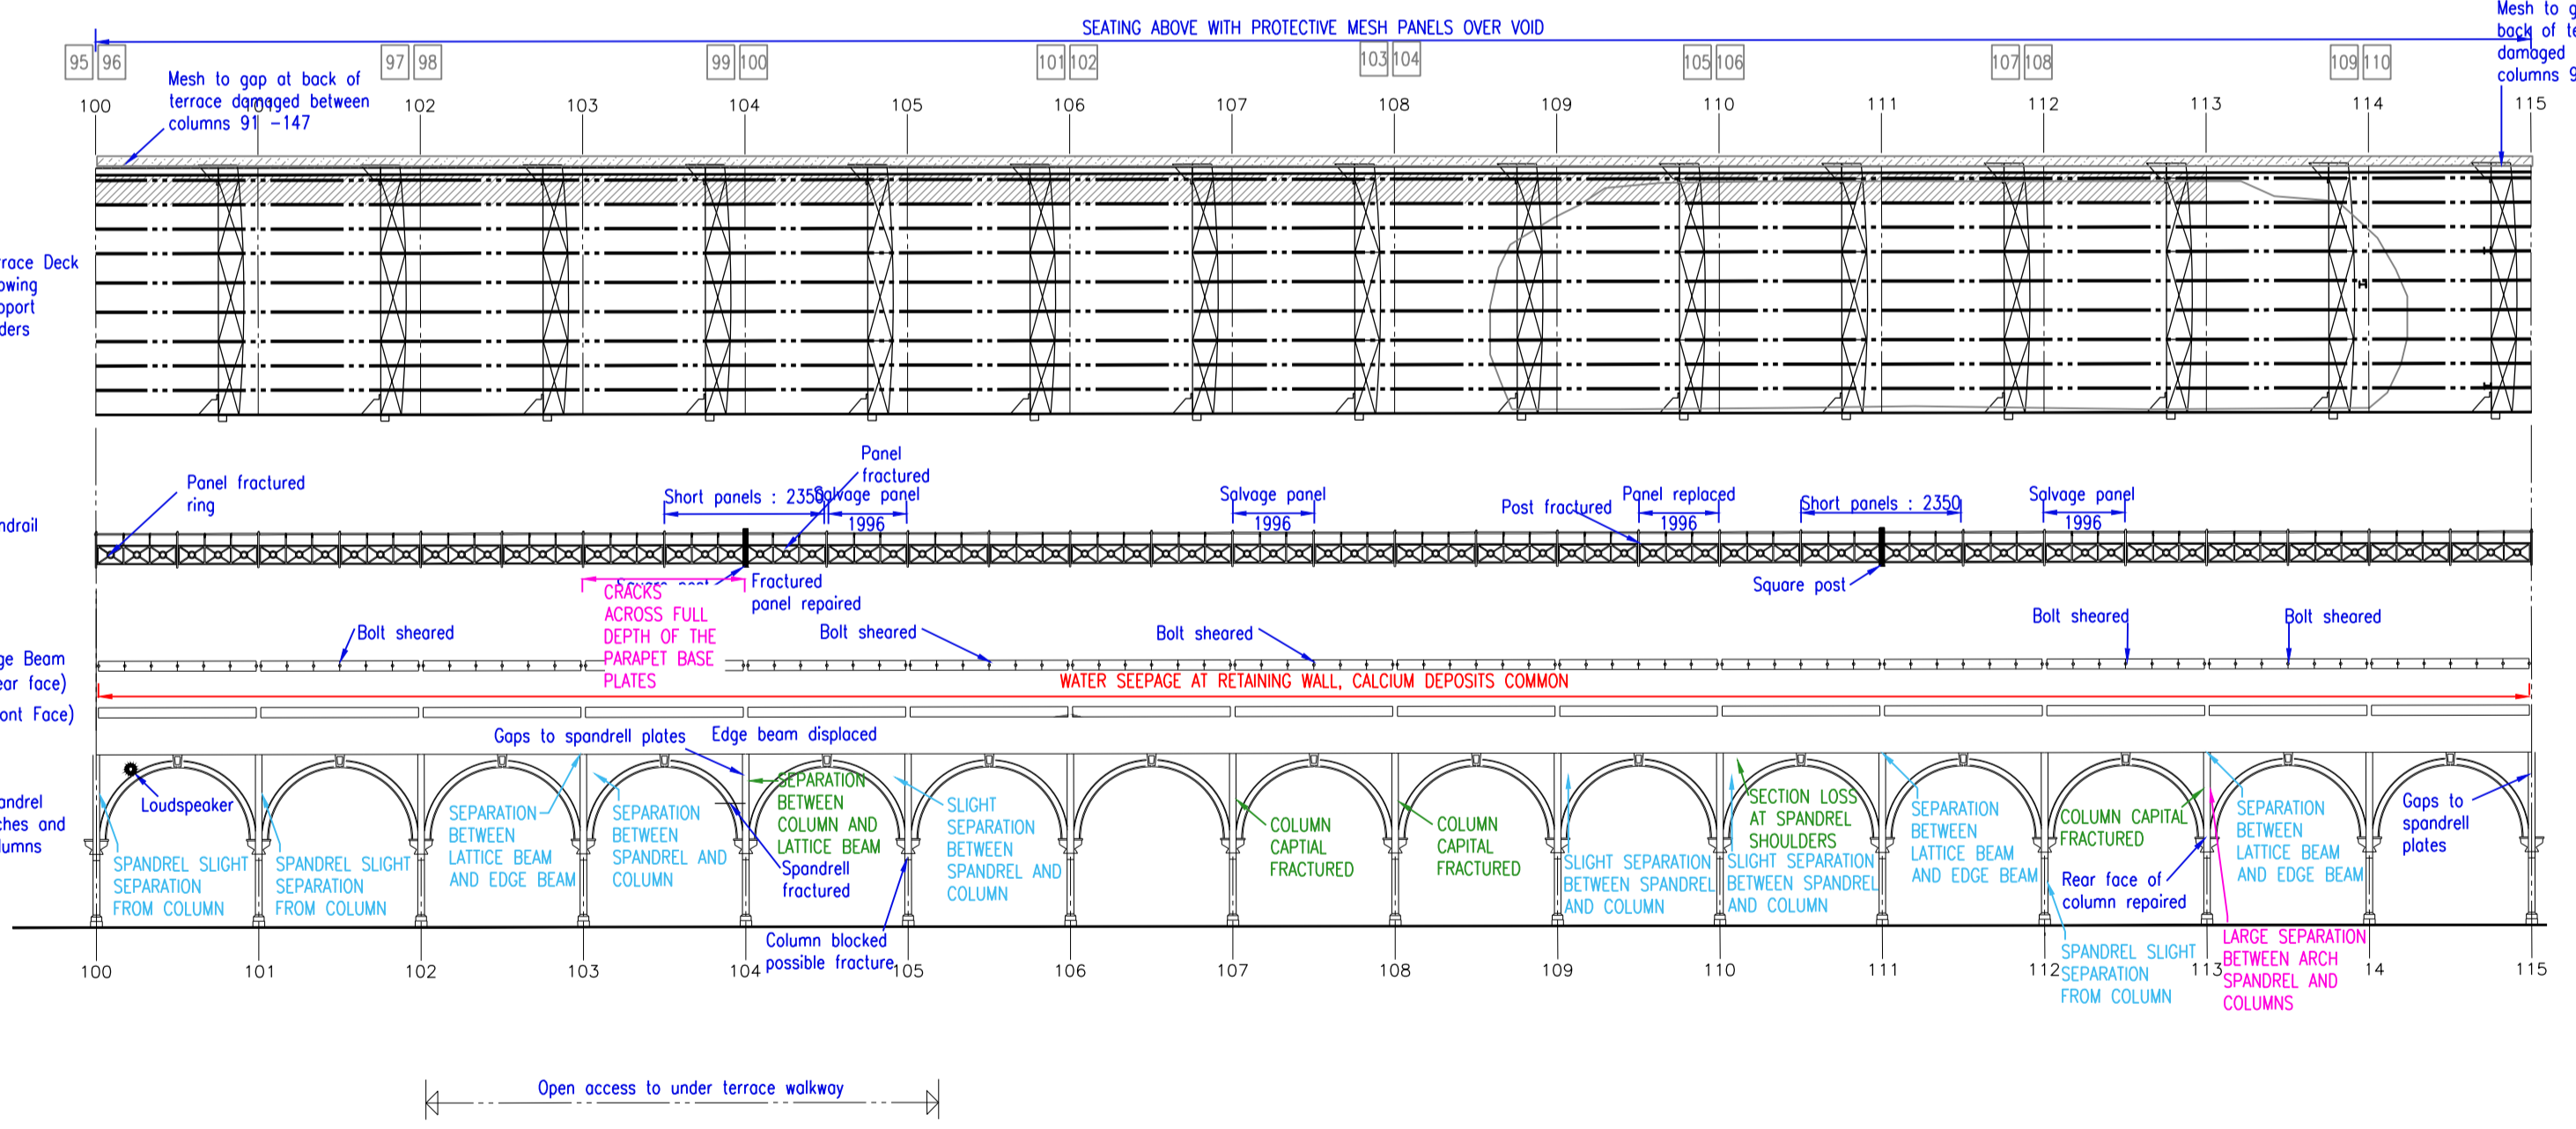 SEATING ABOVE WITH PROTECTIVE MESH PANELS OVER VOID
Mesh to g
back of te
damaged
columns 9
95 96
97 98
99 100
101 102
103 104
105 106
107 108
109 110
Mesh to gap at back of
terrace damaged between
columns 91 -147
100 101 102 103 104 105 106 107 108 109 110 111 112 113 114 115
rrace Deck
owing
pport
ders
Panel fractured
ring
Short panels : 2350
Panel
fractured
Salvage panel
1996
Salvage panel
1996
Post fractured
Panel replaced
1996
Short panels : 2350
Salvage panel
1996
ndrail
Square post
Fractured
panel repaired
Square post
CRACKS
ACROSS FULL
DEPTH OF THE
PARAPET BASE
PLATES
Bolt sheared
Bolt sheared
Bolt sheared
Bolt sheared
Bolt sheared
ge Beam
ear face)
WATER SEEPAGE AT RETAINING WALL, CALCIUM DEPOSITS COMMON
ont Face)
Gaps to spandrell plates
Edge beam displaced
andrel
ches and
lumns
Loudspeaker
SPANDREL SLIGHT
SEPARATION
FROM COLUMN
SPANDREL SLIGHT
SEPARATION
FROM COLUMN
SEPARATION
BETWEEN
LATTICE BEAM
AND EDGE BEAM
SEPARATION
BETWEEN
SPANDREL AND
COLUMN
SEPARATION
BETWEEN
COLUMN AND
LATTICE BEAM
Spandrell
fractured
Column blocked
possible fracture
SLIGHT
SEPARATION
BETWEEN
SPANDREL AND
COLUMN
COLUMN
CAPTIAL
FRACTURED
COLUMN
CAPITAL
FRACTURED
SLIGHT SEPARATION
BETWEEN SPANDREL
AND COLUMN
SECTION LOSS
AT SPANDREL
SHOULDERS
SLIGHT SEPARATION
BETWEEN SPANDREL
AND COLUMN
SEPARATION
BETWEEN
LATTICE BEAM
AND EDGE BEAM
COLUMN CAPITAL
FRACTURED
Rear face of
column repaired
SPANDREL SLIGHT
SEPARATION
FROM COLUMN
SEPARATION
BETWEEN
LATTICE BEAM
AND EDGE BEAM
LARGE SEPARATION
BETWEEN ARCH
SPANDREL AND
COLUMNS
Gaps to
spandrell
plates
100 101 102 103 104 105 106 107 108 109 110 111 112 113 14 115
Open access to under terrace walkway